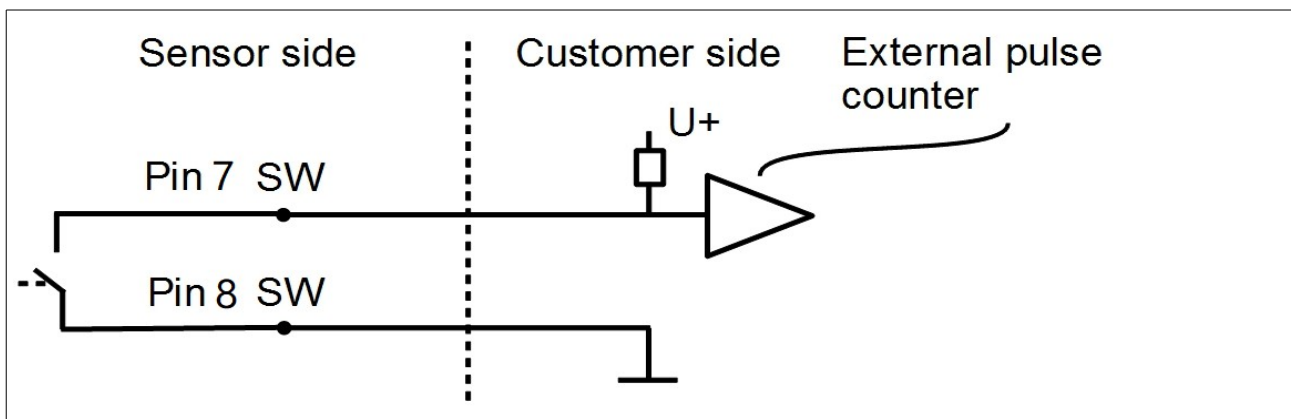 Sensor side
Customer side
External pulse
counter
U+
Pin 7 SW
Pin 8 SW